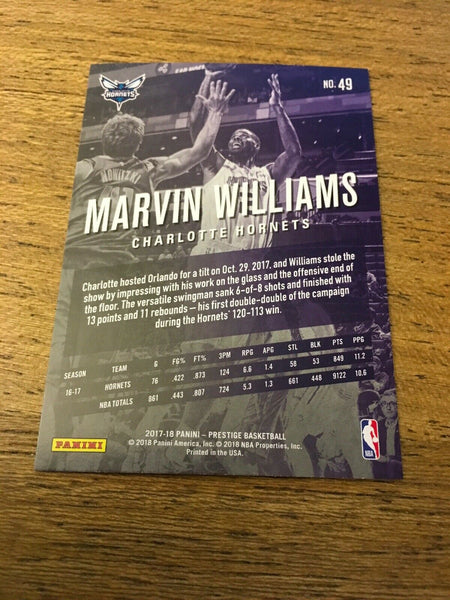 HORNETS
NO. 49
NOWITZKI
MARVIN WILLIAMS
CHARLOTTE HORNETS
Charlotte hosted Orlando for a tilt on Oct. 29, 2017, and Williams stole the
show by impressing with his work on the glass and the offensive end of
the floor. The versatile swingman sank 6-of-8 shots and finished with
13 points and 11 rebounds — his first double-double of the campaign
during the Hornets' 120-113 win.
SEASON TEAM G FG% FT% 3PM RPG APG STL BLK PTS PPG
16-17 HORNETS 76 .422 .873 124 6.6 1.4 58 53 849 11.2
NBA TOTALS 861 .443 .807 724 5.3 1.3 661 448 9122 10.6
PANINI
2017-18 PANINI – PRESTIGE BASKETBALL
© 2018 Panini America, Inc. © 2018 NBA Properties, Inc.
Printed in the USA.
NBA